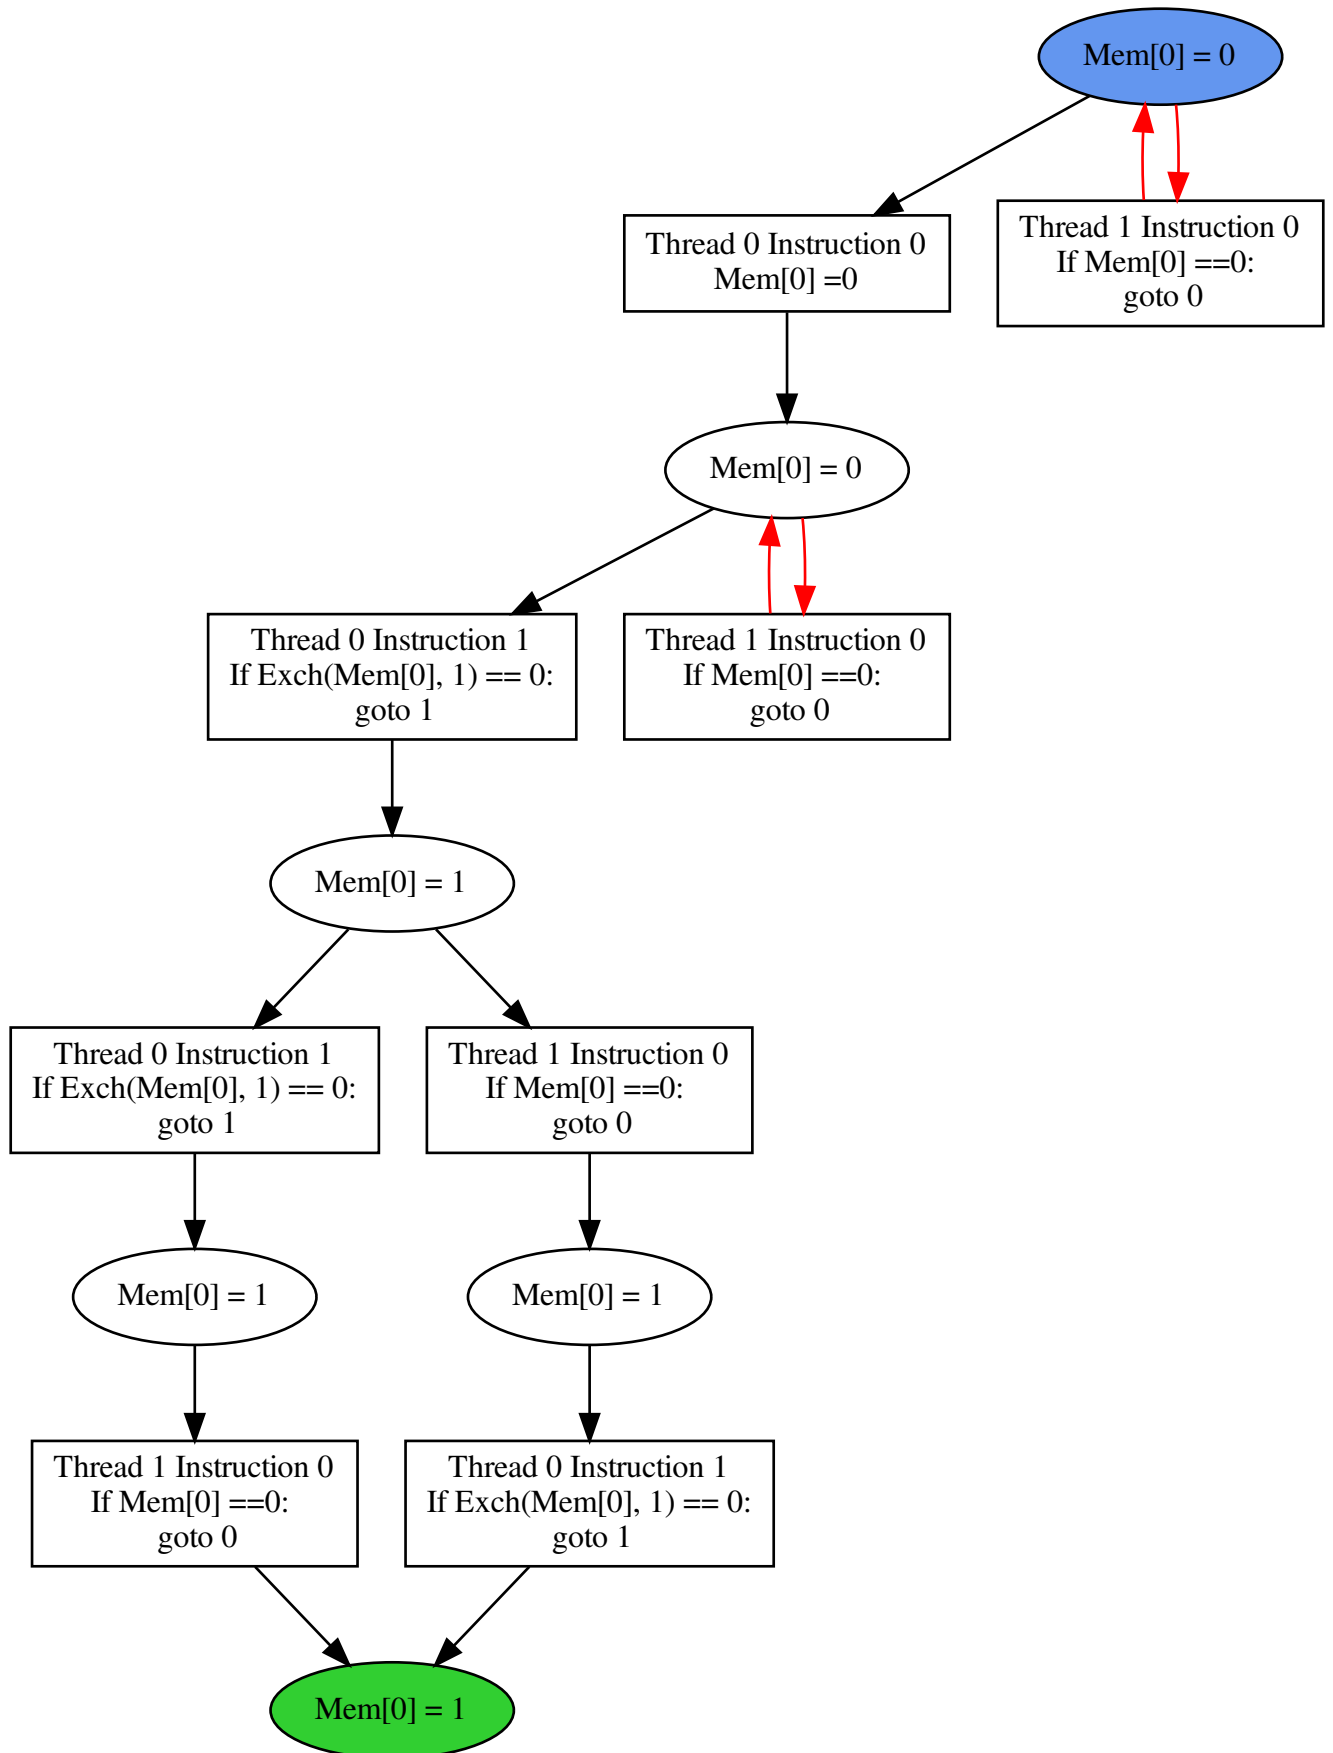 Mem[0] = 0
Thread 0 Instruction 0
Mem[0] =0
Thread 1 Instruction 0
If Mem[0] ==0:
goto 0
Mem[0] = 0
Thread 0 Instruction 1
If Exch(Mem[0], 1) == 0:
goto 1
Thread 1 Instruction 0
If Mem[0] ==0:
goto 0
Mem[0] = 1
Thread 0 Instruction 1
If Exch(Mem[0], 1) == 0:
goto 1
Thread 1 Instruction 0
If Mem[0] ==0:
goto 0
Mem[0] = 1
Mem[0] = 1
Thread 1 Instruction 0
If Mem[0] ==0:
goto 0
Thread 0 Instruction 1
If Exch(Mem[0], 1) == 0:
goto 1
Mem[0] = 1